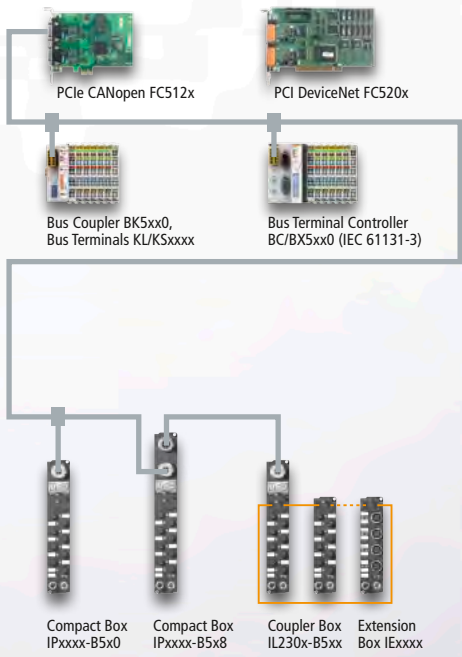 PCIe CANopen FC512x
PCI DeviceNet FC520x
Bus Coupler BK5xx0,
Bus Terminals KL/KSxxxx
Bus Terminal Controller
BC/BX5xx0 (IEC 61131-3)
Compact Box
IPxxxx-B5x0
Compact Box
IPxxxx-B5x8
Coupler Box
IL230x-B5xx
Extension
Box IExxxx